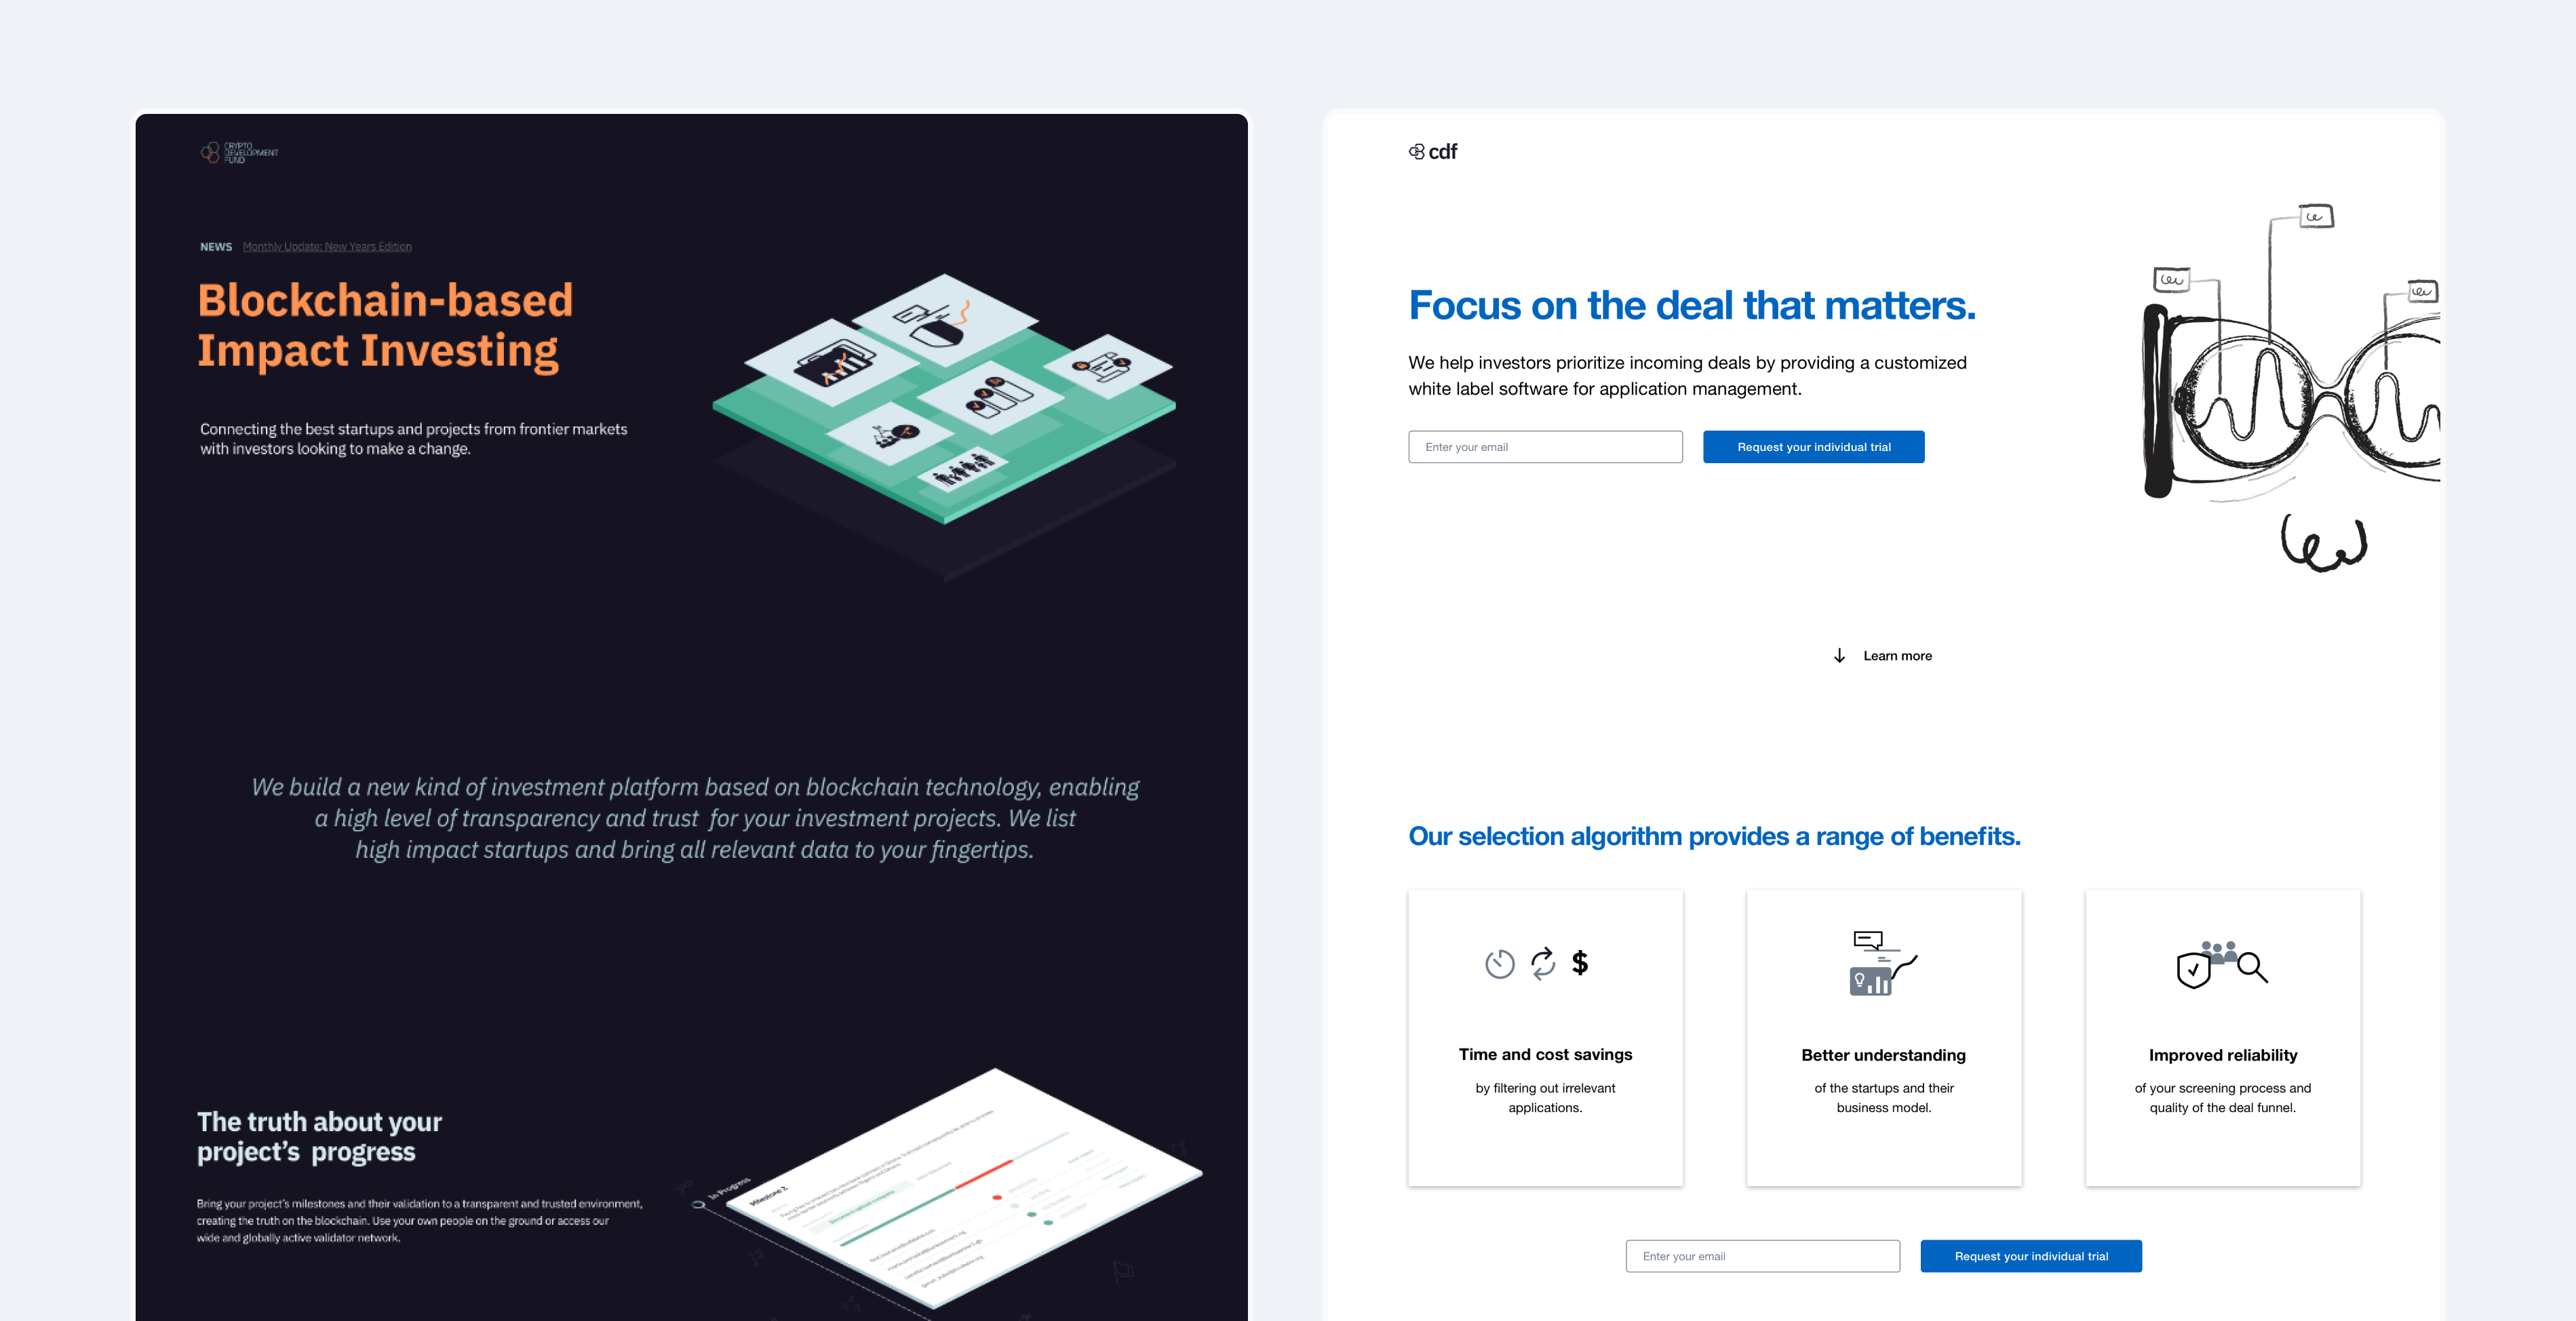 CRYPTO
DEVELOPMENT
FUND
NEWS Monthly Update: New Years Edition
Blockchain-based
Impact Investing
Connecting the best startups and projects from frontier markets
with investors looking to make a change.
We build a new kind of investment platform based on blockchain technology, enabling
a high level of transparency and trust for your investment projects. We list
high impact startups and bring all relevant data to your fingertips.
The truth about your
project’s progress
Bring your project’s milestones and their validation to a transparent and trusted environment,
creating the truth on the blockchain. Use your own people on the ground or access our
wide and globally active validator network.
In Progress
Milestone 2
cdf
Focus on the deal that matters.
We help investors prioritize incoming deals by providing a customized
white label software for application management.
Enter your email
Request your individual trial
Learn more
Our selection algorithm provides a range of benefits.
$
Time and cost savings
by filtering out irrelevant
applications.
Better understanding
of the startups and their
business model.
Improved reliability
of your screening process and
quality of the deal funnel.
Enter your email
Request your individual trial